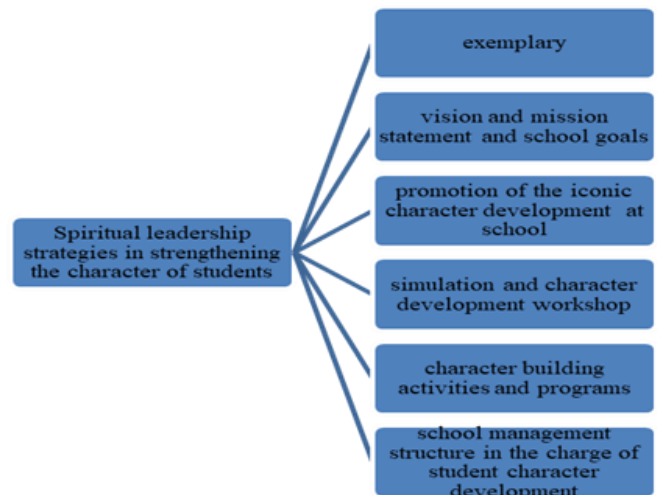 exemplary
vision and mission
statement and school goals
promotion of the iconic
character development at
school
Spiritual leadership
strategies in strengthening
the character of students
simulation and character
development workshop
character building
activities and programs
school management
structure in the charge of
student character
development